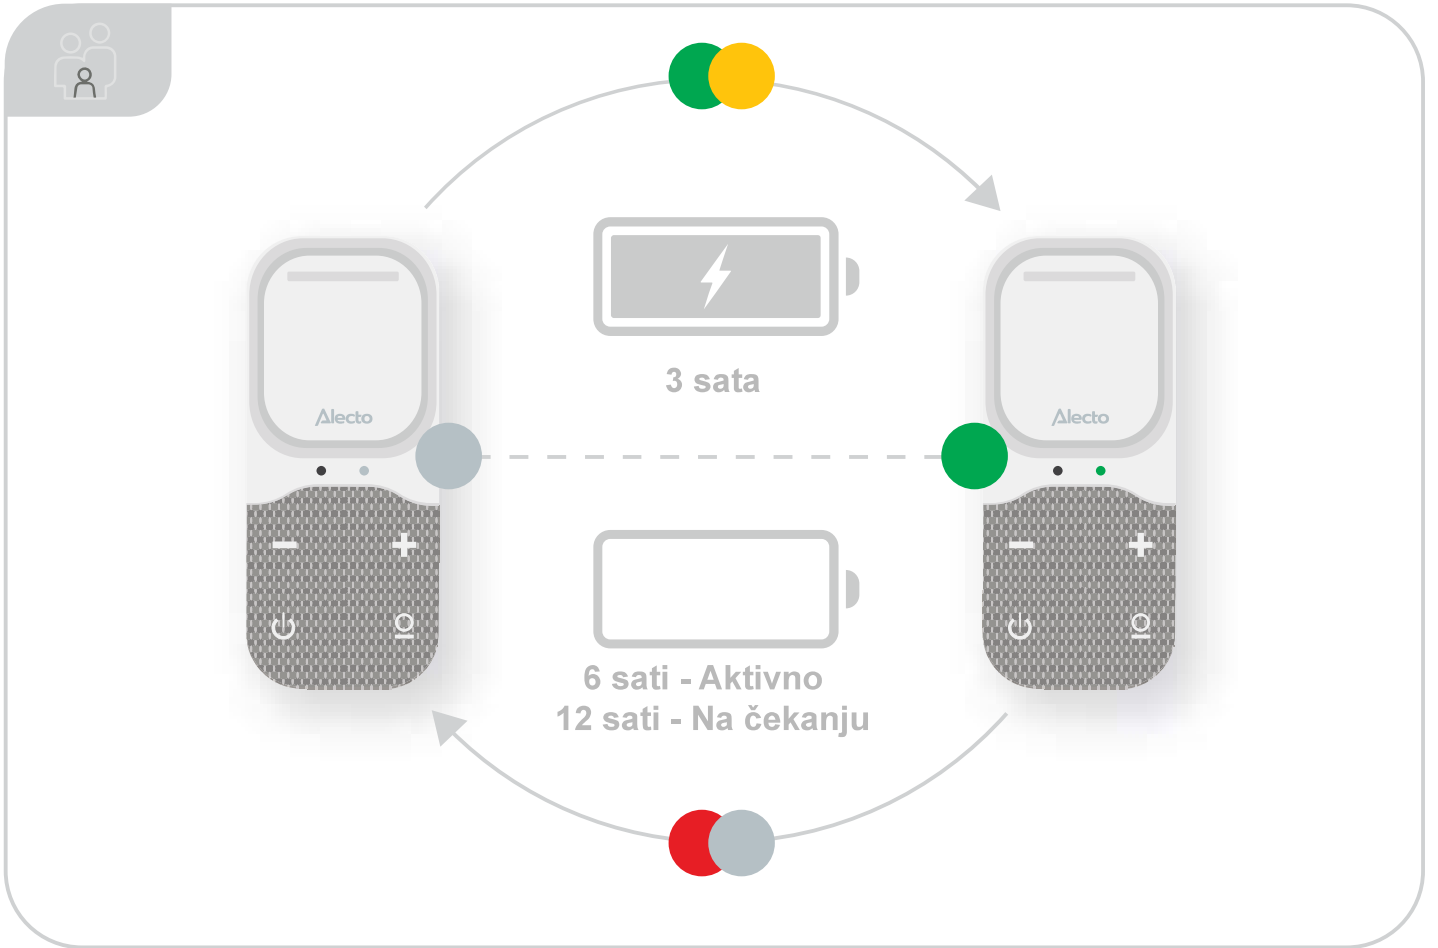 3 sata
Alecto
Alecto
6 sati - Aktivno
12 sati - Na čekanju